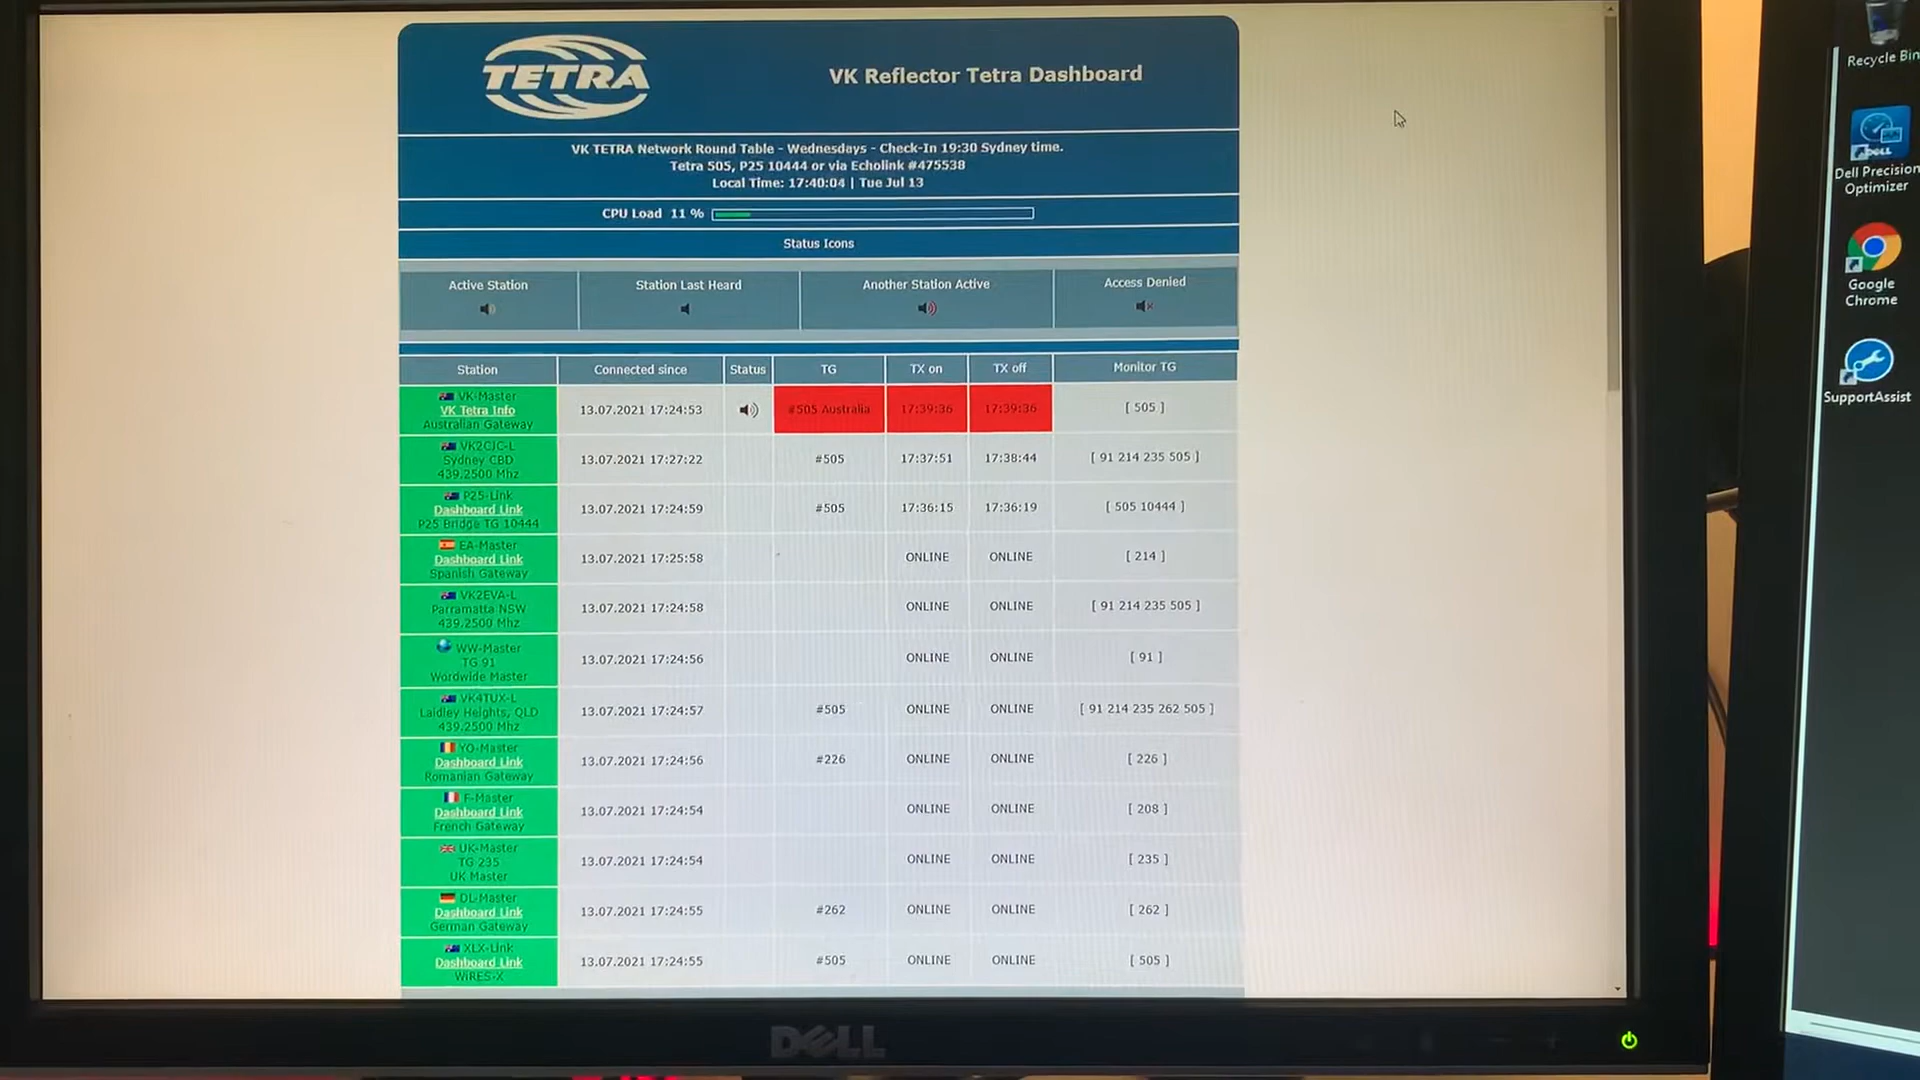 TETRA
VK Reflector Tetra Dashboard
VK TETRA Network Round Table - Wednesdays - Check-In 19:30 Sydney time.
Tetra 505, P25 10444 or via Echolink #475538
Local Time: 17:40:04 | Tue Jul 13
CPU Load 11 %
Status Icons
Active Station Station Last Heard Another Station Active Access Denied
Station Connected since Status TG TX on TX off Monitor TG
VK-Master
VK Tetra Info
Australian Gateway
13.07.2021 17:24:53 #505 Australia 17:39:36 17:39:36 [ 505 ]
VK2CJC-L
Sydney CBD
439.2500 Mhz
13.07.2021 17:27:22 #505 17:37:51 17:38:44 [ 91 214 235 505 ]
P25-Link
Dashboard Link
P25 Bridge TG 10444
13.07.2021 17:24:59 #505 17:36:15 17:36:19 [ 505 10444 ]
EA-Master
Dashboard Link
Spanish Gateway
13.07.2021 17:25:58 ONLINE ONLINE [ 214 ]
VK2EVA-L
Parramatta NSW
439.2500 Mhz
13.07.2021 17:24:58 ONLINE ONLINE [ 91 214 235 505 ]
WW-Master
TG 91
Wordwide Master
13.07.2021 17:24:56 ONLINE ONLINE [ 91 ]
VK4TUX-L
Laidley Heights, QLD
439.2500 Mhz
13.07.2021 17:24:57 #505 ONLINE ONLINE [ 91 214 235 262 505 ]
YO-Master
Dashboard Link
Romanian Gateway
13.07.2021 17:24:56 #226 ONLINE ONLINE [ 226 ]
F-Master
Dashboard Link
French Gateway
13.07.2021 17:24:54 ONLINE ONLINE [ 208 ]
UK-Master
TG 235
UK Master
13.07.2021 17:24:54 ONLINE ONLINE [ 235 ]
DL-Master
Dashboard Link
German Gateway
13.07.2021 17:24:55 #262 ONLINE ONLINE [ 262 ]
XLX-Link
Dashboard Link
WiRES-X
13.07.2021 17:24:55 #505 ONLINE ONLINE [ 505 ]
DELL
Recycle Bin
DELL
Dell Precision
Optimizer
Google
Chrome
SupportAssist